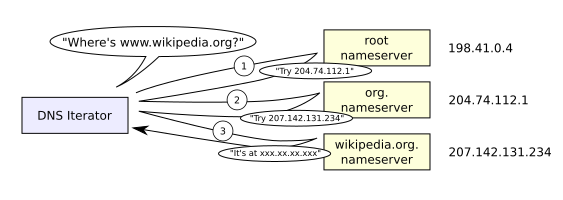 "Where's www.wikipedia.org?"
root
nameserver
198.41.0.4
1
"Try 204.74.112.1"
2
org.
nameserver
204.74.112.1
DNS Iterator
"Try 207.142.131.234"
3
wikipedia.org.
nameserver
207.142.131.234
"It's at xxx.xx.xx.xxx"